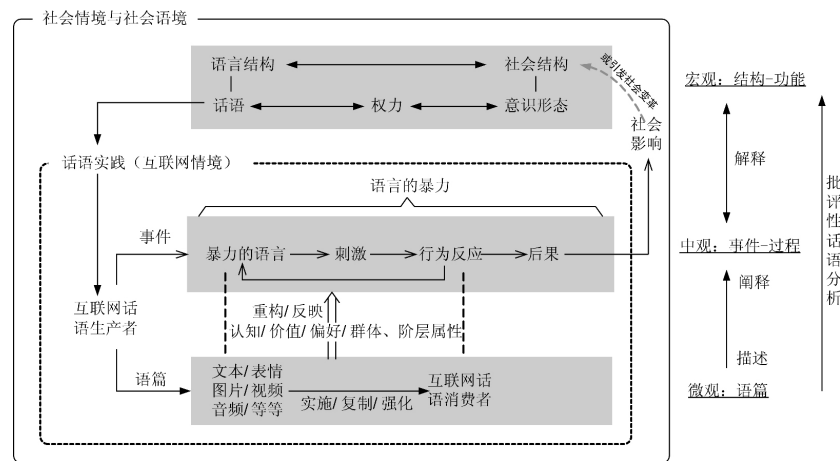 社会情境与社会语境
语言结构
社会结构
或引发社会变革
话语
权力
意识形态
社会
影响
话语实践（互联网情境）
语言的暴力
事件
暴力的语言
刺激
行为反应
后果
互联网话
语生产者
重构/反映
认知/价值/偏好/群体、阶层属性
语篇
文本/表情
图片/视频
音频/等等
实施/复制/强化
互联网话
语消费者
宏观：结构-功能
解释
中观：事件-过程
阐释
描述
微观：语篇
批评性话语分析